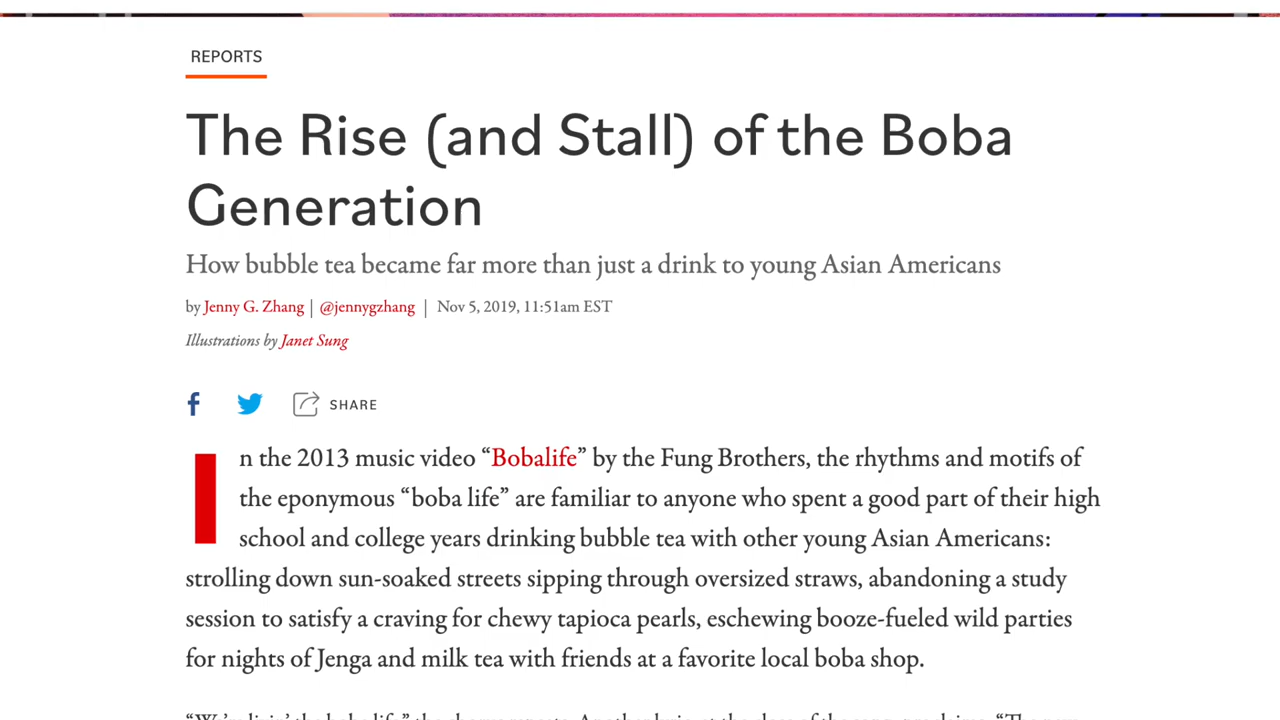 REPORTS
The Rise (and Stall) of the Boba
Generation
How bubble tea became far more than just a drink to young Asian Americans
by Jenny G. Zhang | @jennygzhang | Nov 5, 2019, 11:51am EST
Illustrations by Janet Sung
SHARE
In the 2013 music video “Bobalife” by the Fung Brothers, the rhythms and motifs of
the eponymous “boba life” are familiar to anyone who spent a good part of their high
school and college years drinking bubble tea with other young Asian Americans:
strolling down sun-soaked streets sipping through oversized straws, abandoning a study
session to satisfy a craving for chewy tapioca pearls, eschewing booze-fueled wild parties
for nights of Jenga and milk tea with friends at a favorite local boba shop.